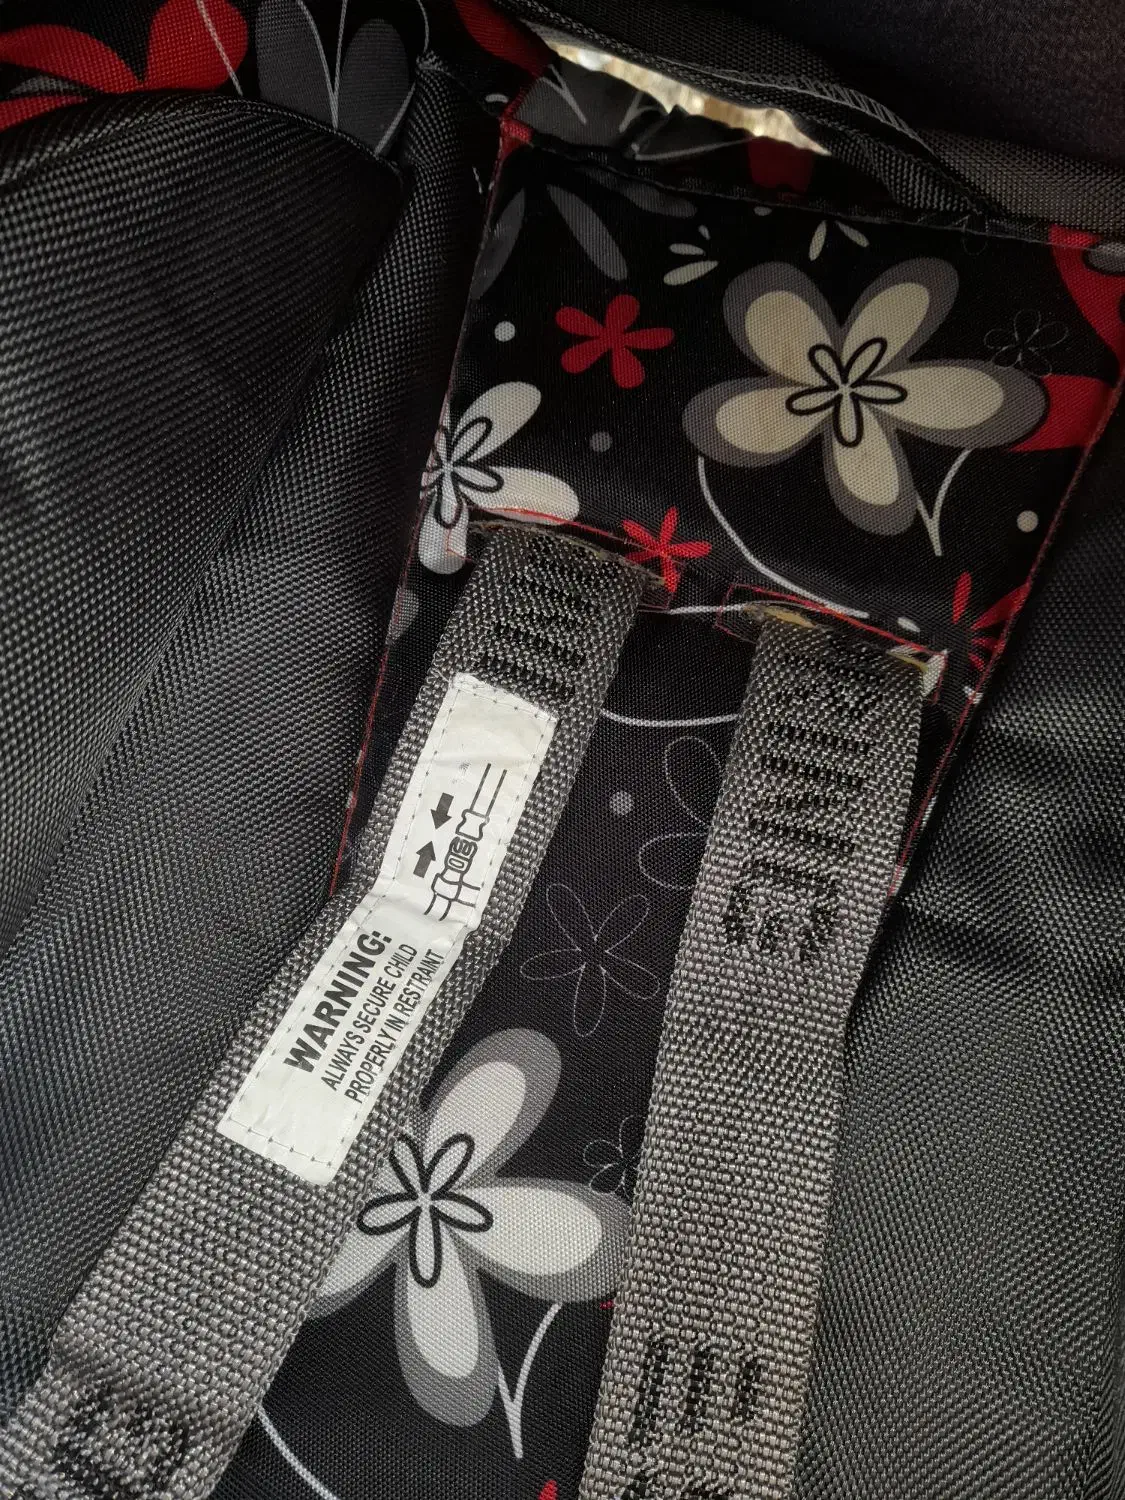 WARNING:
ALWAYS SECURE CHILD
PROPERLY IN RESTRAINT